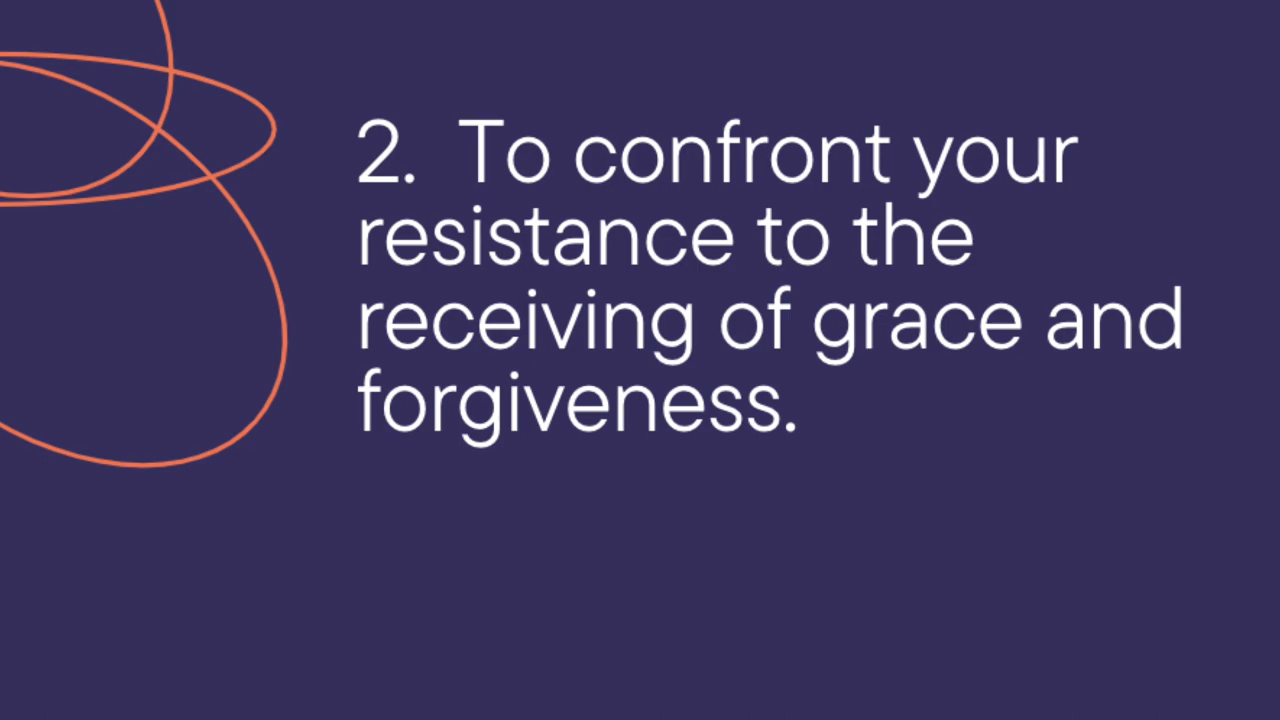 2. To confront your
resistance to the
receiving of grace and
forgiveness.